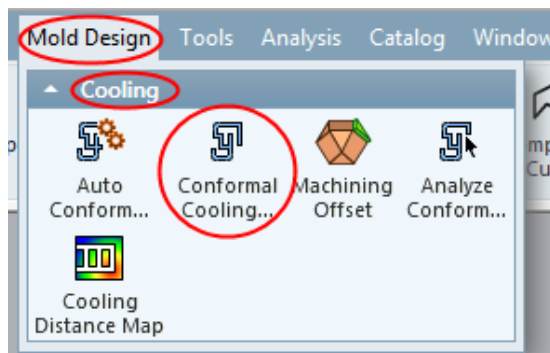 Mold Design Tools Analysis Catalog Window
Cooling
Auto Conform...
Conformal Cooling...
Machining Offset
Analyze Conform...
Cooling Distance Map